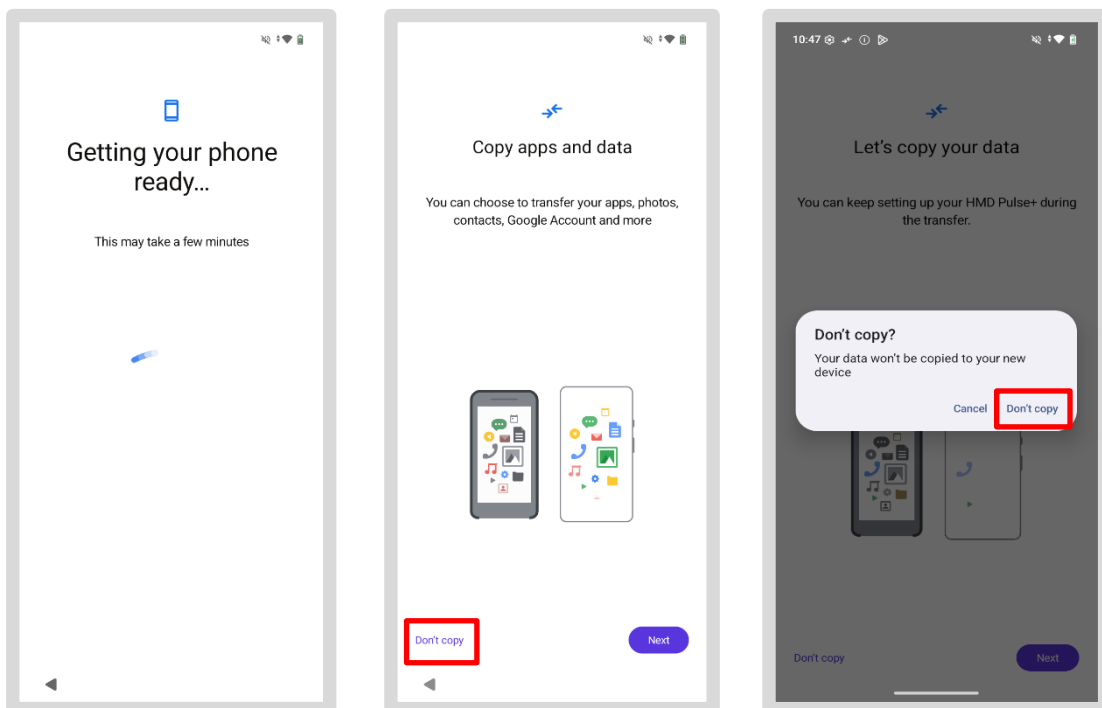 Getting your phone
ready...
This may take a few minutes
Copy apps and data
You can choose to transfer your apps, photos,
contacts, Google Account and more
Don't copy
Next
10:47
Let's copy your data
You can keep setting up your HMD Pulse+ during
the transfer.
Don't copy?
Your data won't be copied to your new
device
Cancel
Don't copy
Don't copy
Next